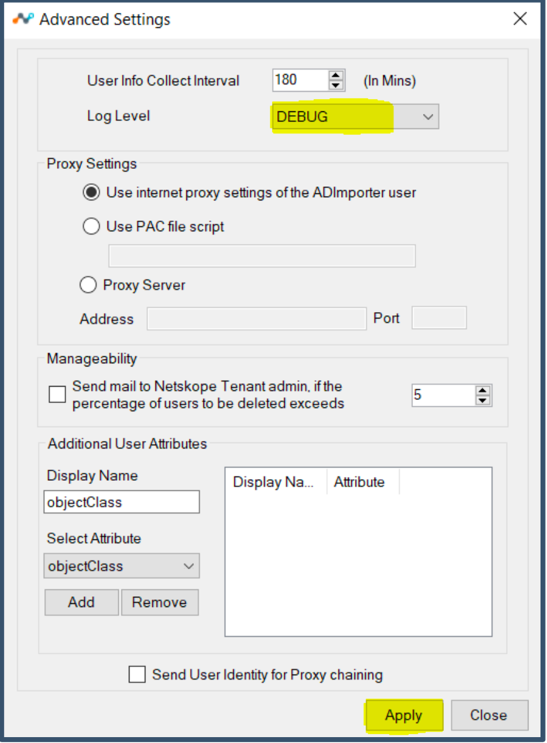 Advanced Settings
User Info Collect Interval 180 (In Mins)
Log Level DEBUG
Proxy Settings
Use internet proxy settings of the ADImporter user
Use PAC file script
Proxy Server
Address Port
Manageability
Send mail to Netskope Tenant admin, if the
percentage of users to be deleted exceeds 5
Additional User Attributes
Display Name
objectClass
Select Attribute
objectClass
Add Remove
Display Na... Attribute
Send User Identity for Proxy chaining
Apply Close